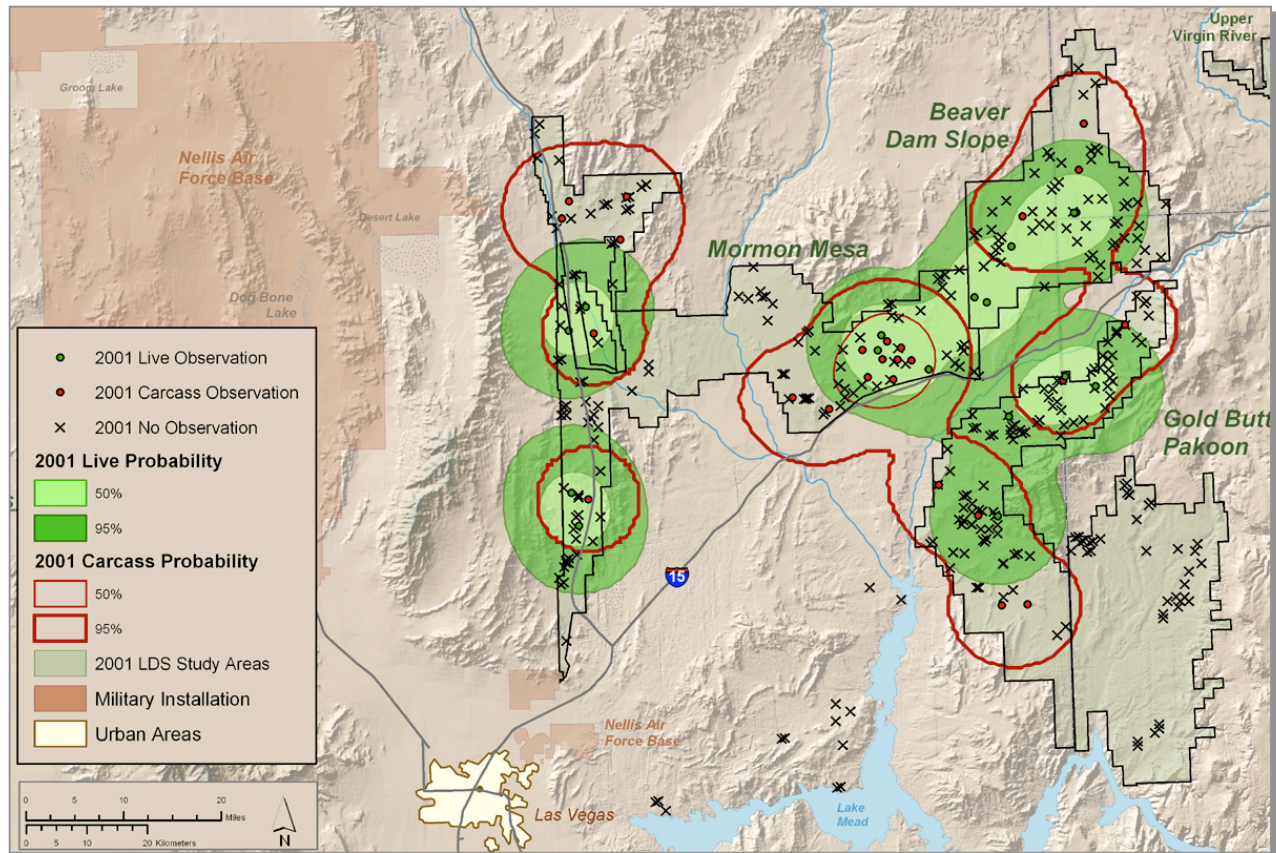 Upper
Virgin River
Groom Lake
Beaver
Dam Slope
Nellis Air
Force Base
Desert Lake
Mormon Mesa
Dog Bone
Lake
2001 Live Observation
2001 Carcass Observation
2001 No Observation
2001 Live Probability
50%
95%
2001 Carcass Probability
50%
95%
2001 LDS Study Areas
Military Installation
Urban Areas
Gold Butt
Pakoon
15
Nellis Air
Force Base
Las Vegas
Lake
Mead
0 5 10 20
Miles
0 5 10 20 Kilometers
N